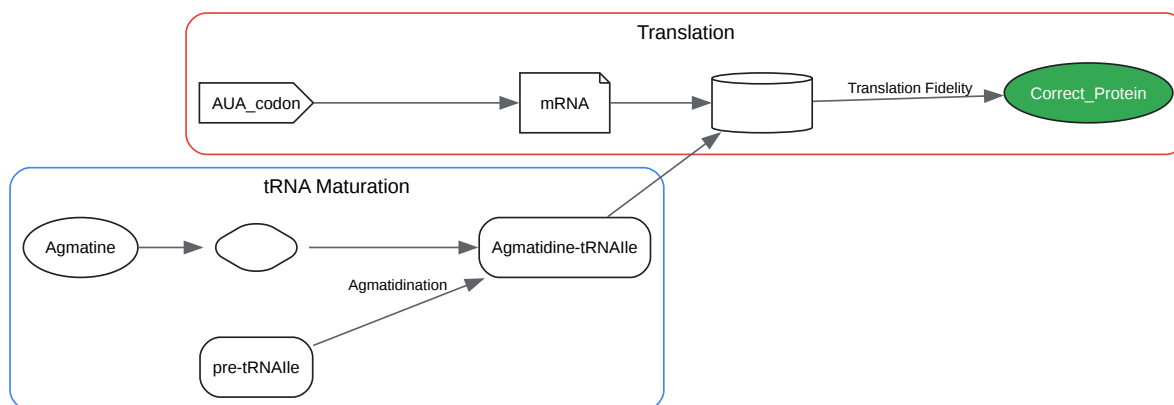 Translation
AUA_codon
mRNA
Translation Fidelity
Correct_Protein
tRNA Maturation
Agmatine
Agmatidine-tRNAIle
Agmatidination
pre-tRNAIle